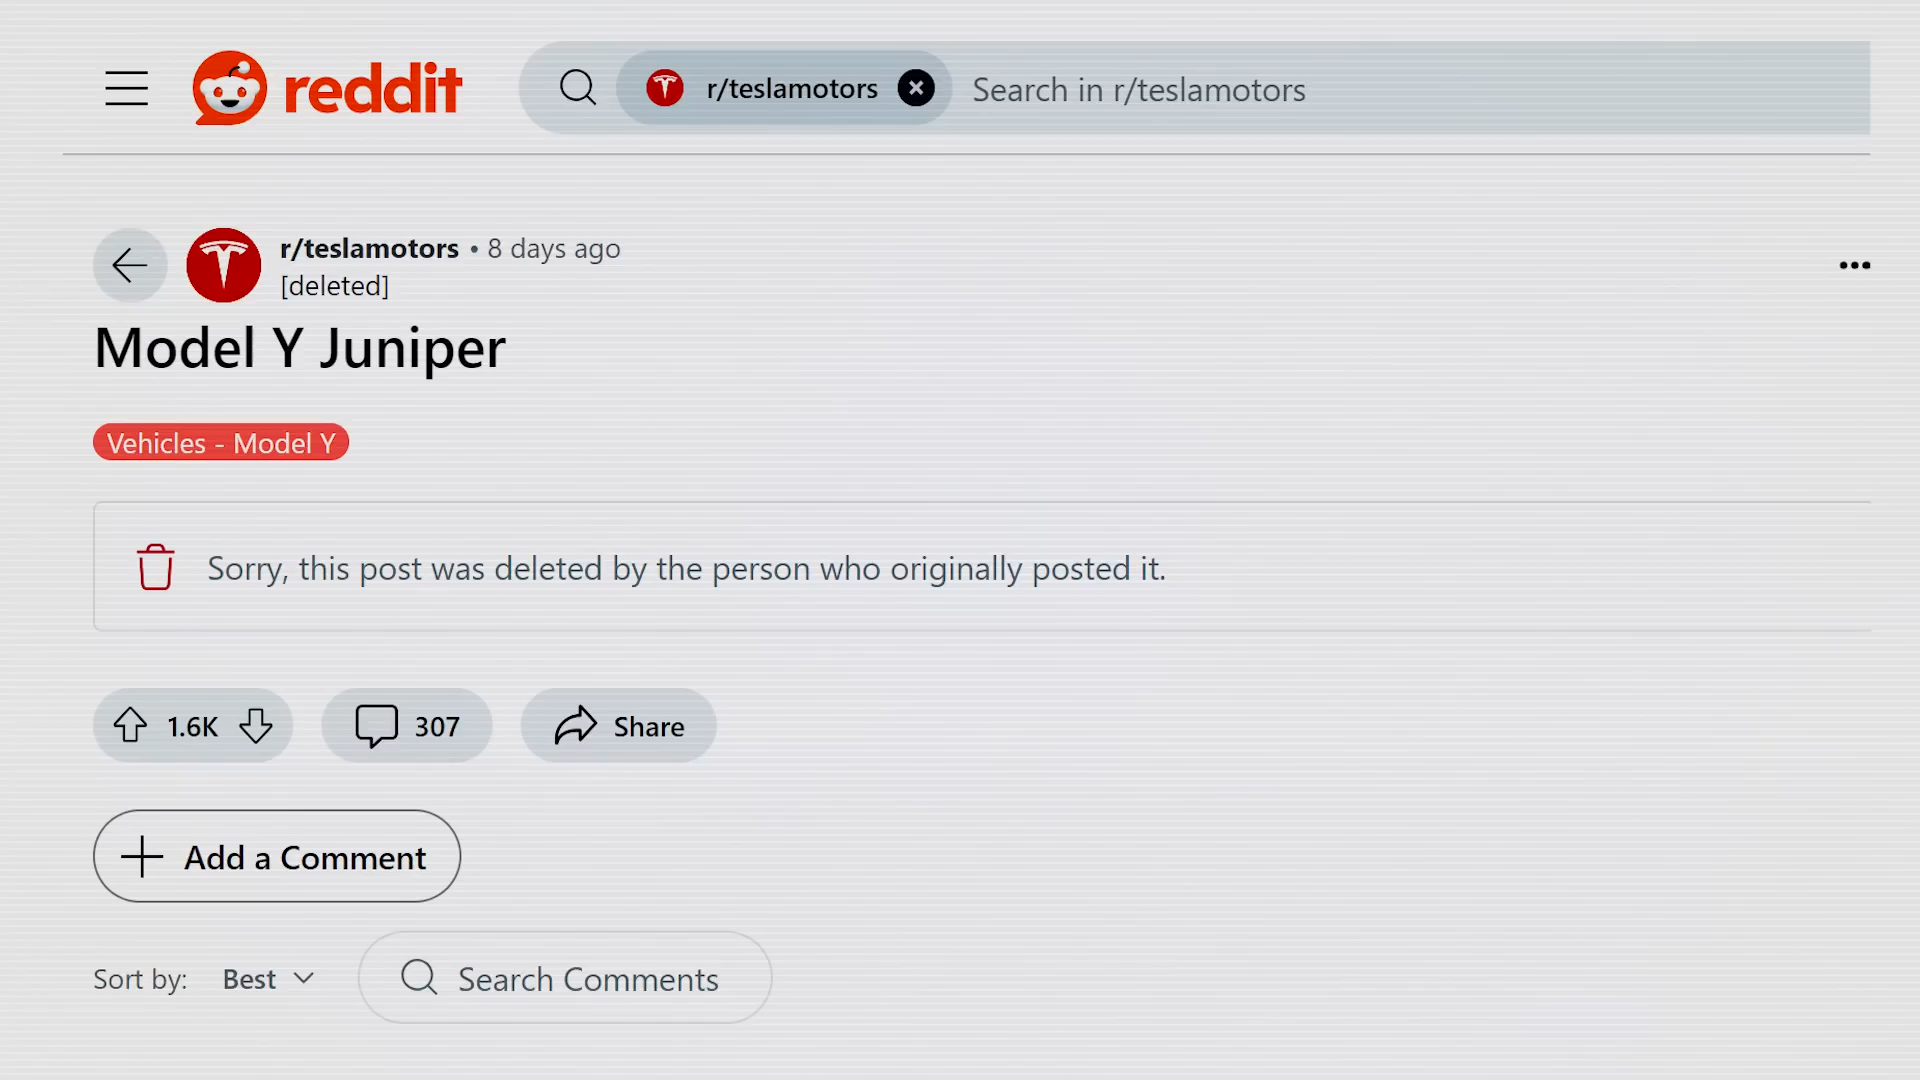 reddit
r/teslamotors
Search in r/teslamotors
r/teslamotors • 8 days ago
[deleted]
Model Y Juniper
Vehicles - Model Y
Sorry, this post was deleted by the person who originally posted it.
1.6K
307
Share
Add a Comment
Sort by: Best
Search Comments